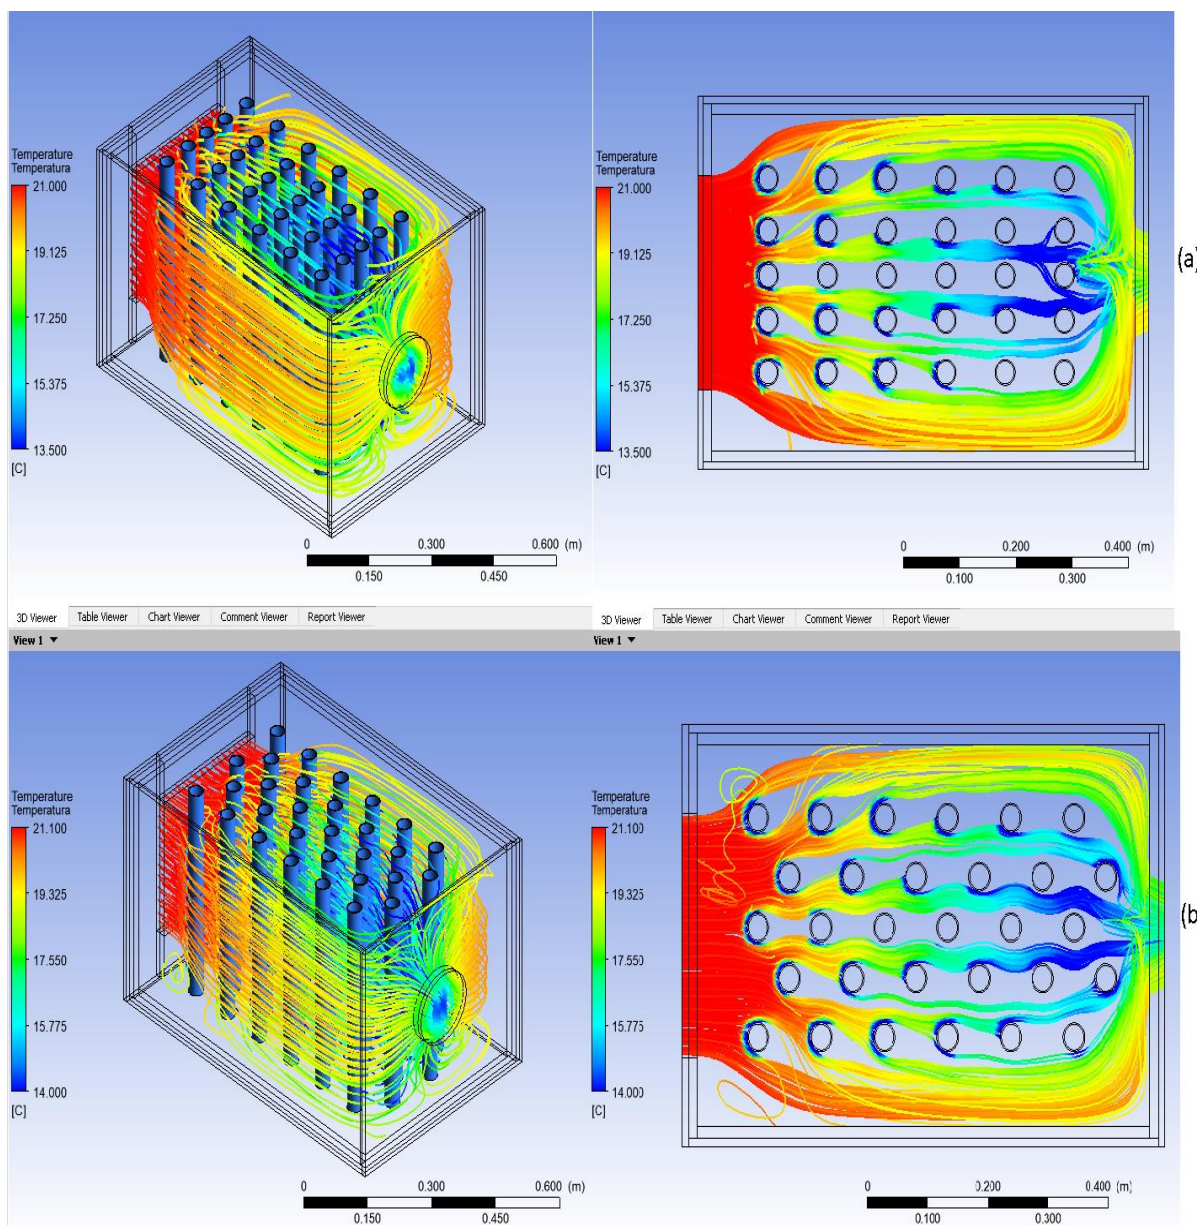 Temperature
Temperatura
21.000
19.125
17.250
15.375
13.500
[C]
0 0.300 0.600 (m)
0.150 0.450
Temperature
Temperatura
21.000
19.125
17.250
15.375
13.500
[C]
0 0.200 0.400 (m)
0.100 0.300
(a)
3D Viewer Table Viewer Chart Viewer Comment Viewer Report Viewer
3D Viewer Table Viewer Chart Viewer Comment Viewer Report Viewer
View 1
View 1
Temperature
Temperatura
21.100
19.325
17.550
15.775
14.000
[C]
0 0.300 0.600 (m)
0.150 0.450
Temperature
Temperatura
21.100
19.325
17.550
15.775
14.000
[C]
0 0.200 0.400 (m)
0.100 0.300
(b